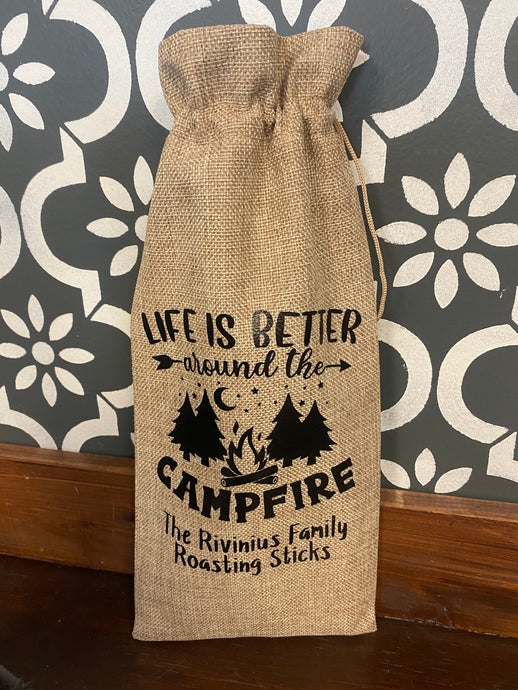 LIFE IS BETTER
around the
CAMPFIRE
The Rivinius Family
Roasting Sticks